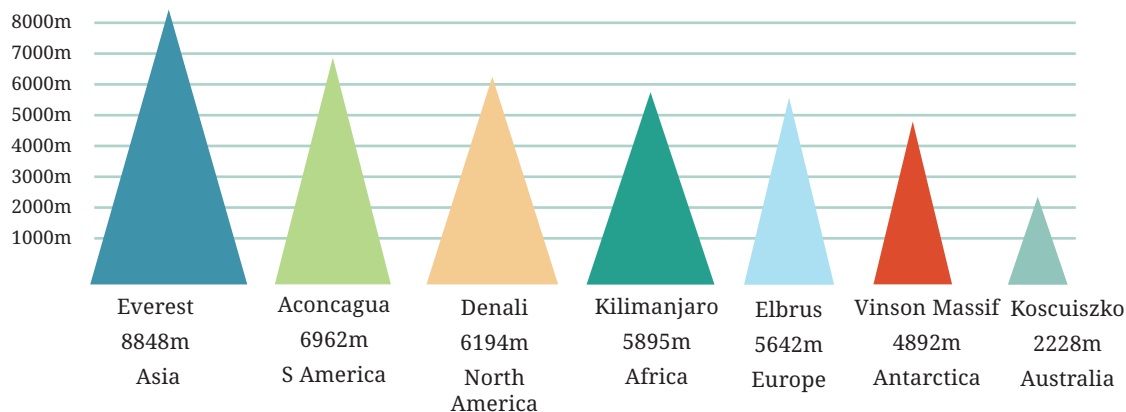 8000m
7000m
6000m
5000m
4000m
3000m
2000m
1000m
Everest
8848m
Asia
Aconcagua
6962m
S America
Denali
6194m
North
America
Kilimanjaro
5895m
Africa
Elbrus
5642m
Europe
Vinson Massif
4892m
Antarctica
Koscuiszko
2228m
Australia